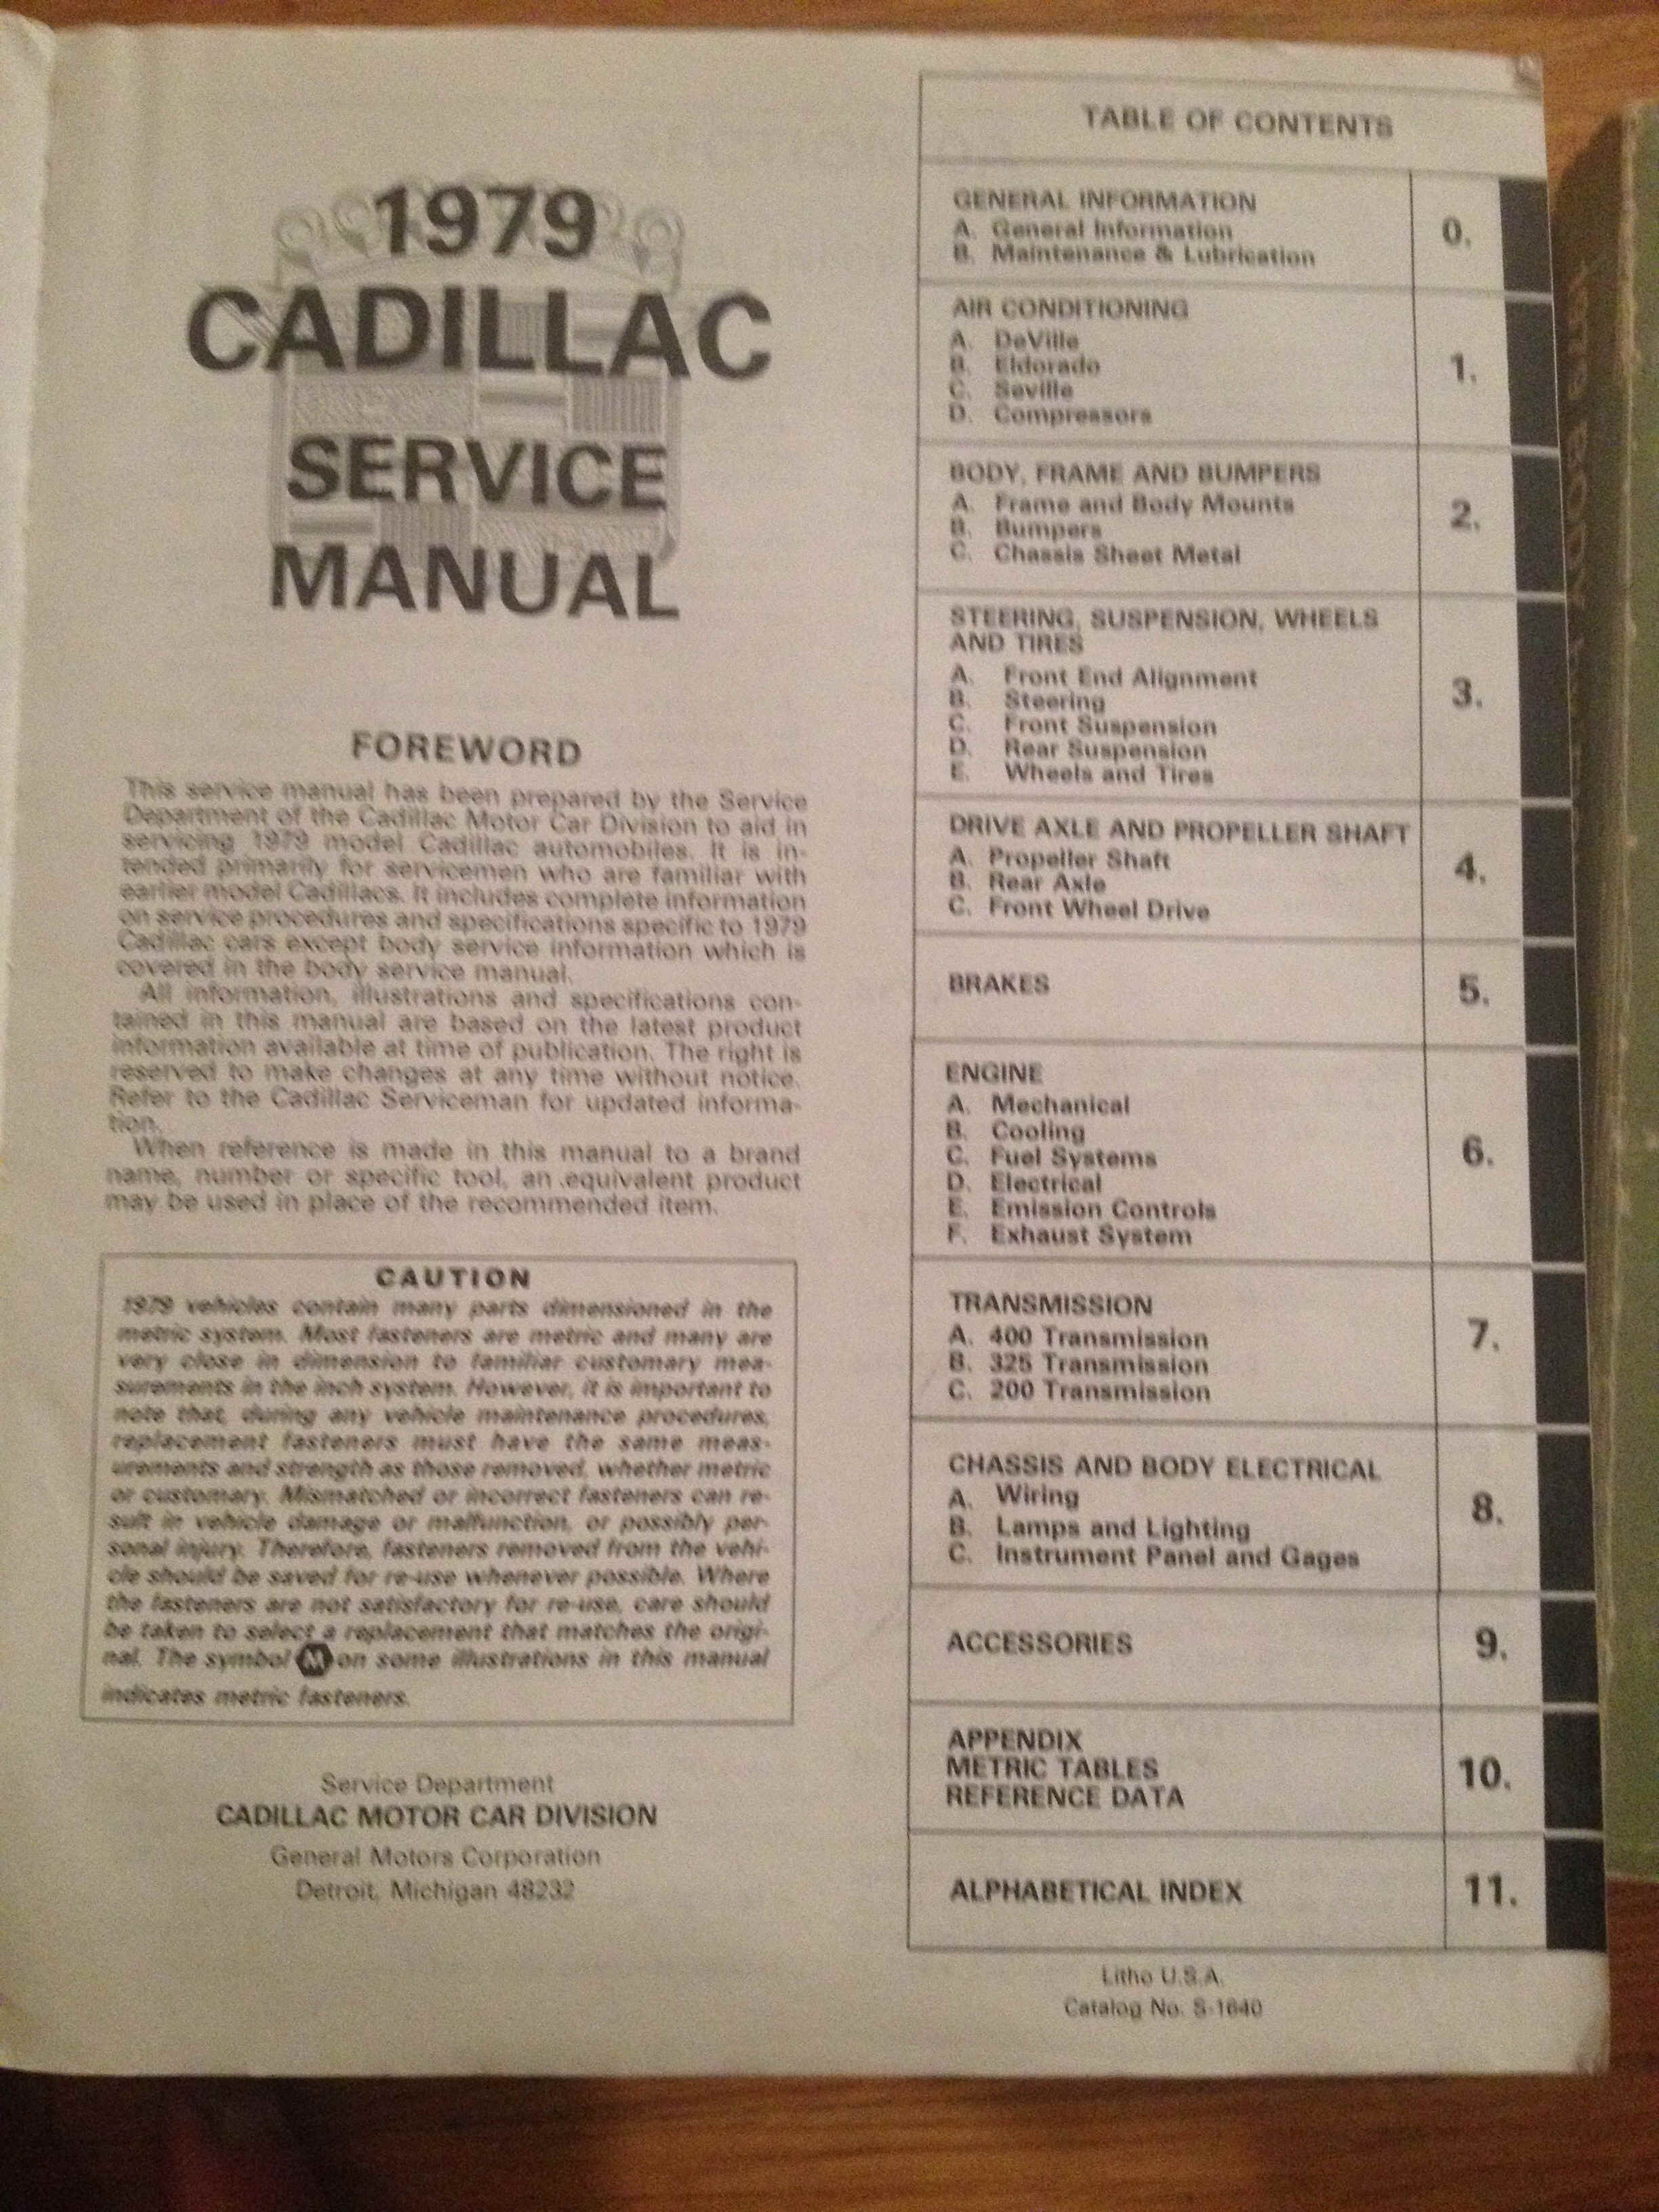 1979
CADILLAC
SERVICE
MANUAL
FOREWORD
This service manual has been prepared by the Service
Department of the Cadillac Motor Car Division to aid in
servicing 1979 model Cadillac automobiles. It is in-
tended primarily for servicemen who are familiar with
earlier model Cadillacs. It includes complete information
on service procedures and specifications specific to 1979
Cadillac cars except body service information which is
covered in the body service manual.
All information, illustrations and specifications con-
tained in this manual are based on the latest product
information available at time of publication. The right is
reserved to make changes at any time without notice.
Refer to the Cadillac Serviceman for updated informa-
tion.
When reference is made in this manual to a brand
name, number or specific tool, an equivalent product
may be used in place of the recommended item.
CAUTION
1979 vehicles contain many parts dimensioned in the
metric system. Most fasteners are metric and many are
very close in dimension to familiar customary mea-
surements in the inch system. However, it is important to
note that, during any vehicle maintenance procedures,
replacement fasteners must have the same meas-
urements and strength as those removed, whether metric
or customary. Mismatched or incorrect fasteners can re-
sult in vehicle damage or malfunction, or possibly per-
sonal injury. Therefore, fasteners removed from the vehi-
cle should be saved for re-use whenever possible. Where
the fasteners are not satisfactory for re-use, care should
be taken to select a replacement that matches the origi-
nal. The symbol M on some illustrations in this manual
indicates metric fasteners.
Service Department
CADILLAC MOTOR CAR DIVISION
General Motors Corporation
Detroit, Michigan 48232
TABLE OF CONTENTS
GENERAL INFORMATION
A. General Information
B. Maintenance & Lubrication
0.
AIR CONDITIONING
A. DeVille
B. Eldorado
C. Seville
D. Compressors
1.
BODY, FRAME AND BUMPERS
A. Frame and Body Mounts
B. Bumpers
C. Chassis Sheet Metal
2.
STEERING, SUSPENSION, WHEELS
AND TIRES
A. Front End Alignment
B. Steering
C. Front Suspension
D. Rear Suspension
E. Wheels and Tires
3.
DRIVE AXLE AND PROPELLER SHAFT
A. Propeller Shaft
B. Rear Axle
C. Front Wheel Drive
4.
BRAKES
5.
ENGINE
A. Mechanical
B. Cooling
C. Fuel Systems
D. Electrical
E. Emission Controls
F. Exhaust System
6.
TRANSMISSION
A. 400 Transmission
B. 325 Transmission
C. 200 Transmission
7.
CHASSIS AND BODY ELECTRICAL
A. Wiring
B. Lamps and Lighting
C. Instrument Panel and Gages
8.
ACCESSORIES
9.
APPENDIX
METRIC TABLES
REFERENCE DATA
10.
ALPHABETICAL INDEX
11.
Litho U.S.A.
Catalog No. S-1640